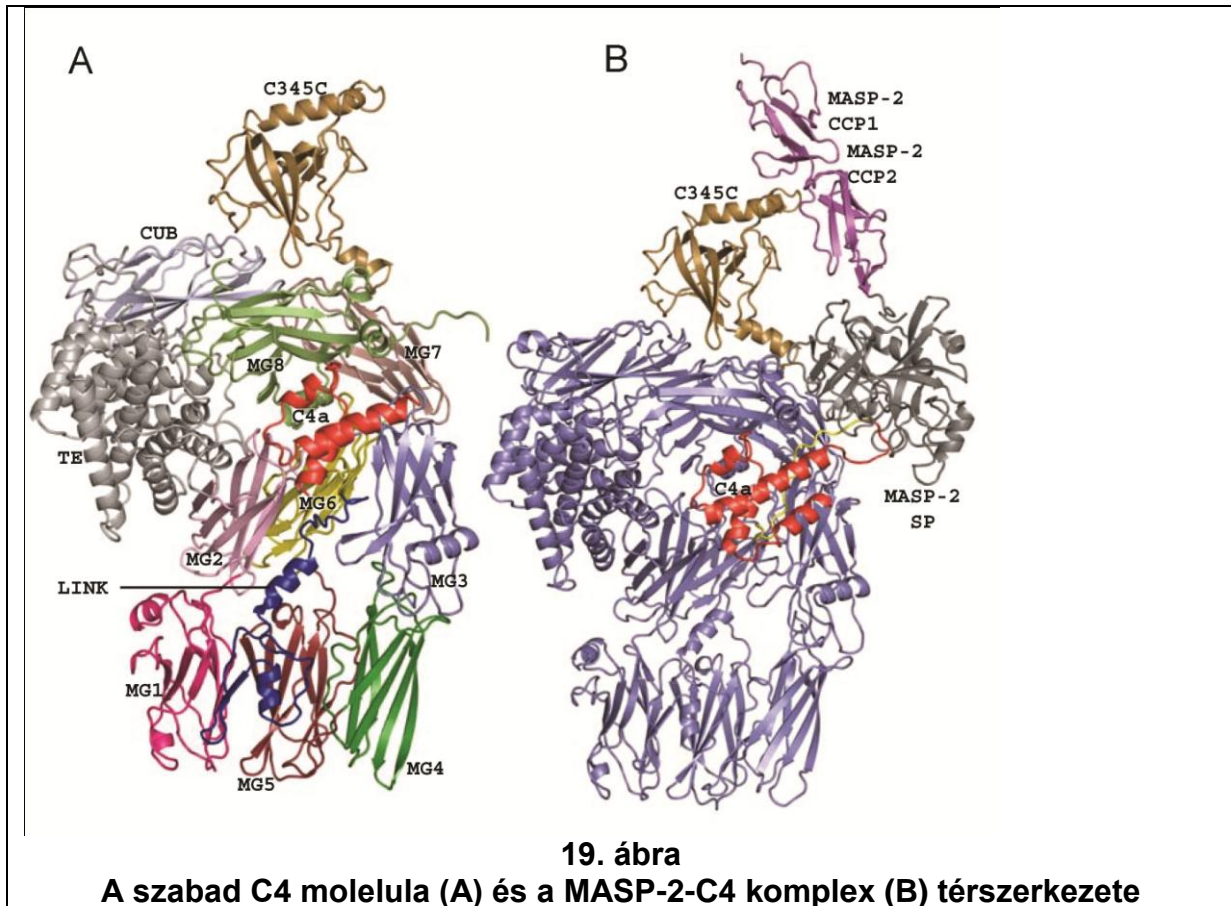 A
C345C
CUB
MG8
MG7
C4a
TE
MG6
MG2
MG3
LINK
MG1
MG5
MG4
B
MASP-2
CCP1
MASP-2
CCP2
C345C
C4a
MASP-2
SP
19. ábra
A szabad C4 molelula (A) és a MASP-2-C4 komplex (B) térszerkezete